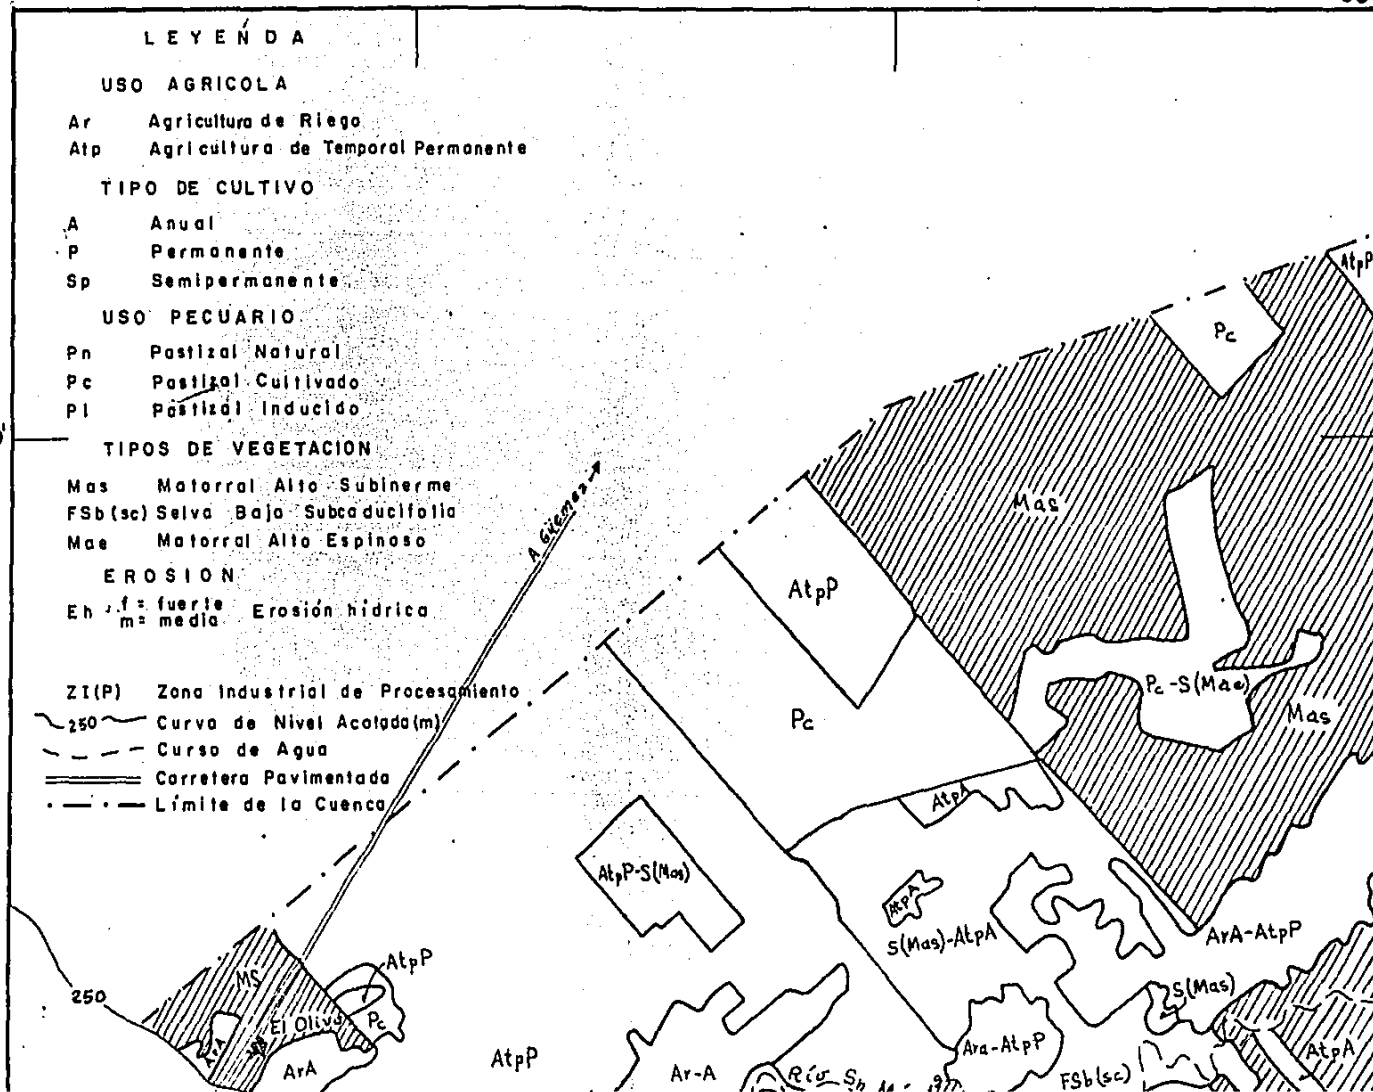 LEYENDA
USO AGRICOLA
Ar Agricultura de Riego
Atp Agricultura de Temporal Permanente
TIPO DE CULTIVO
A Anual
P Permanente
Sp Semipermanente
USO PECUARIO
Pn Pastizal Natural
Pc Pastizal Cultivado
PI Pastizal Inducido
TIPOS DE VEGETACION
Mas Matorral Alto Subinerme
FSb(sc) Selva Baja Subcaducifolia
Mae Matorral Alto Espinoso
EROSION
Eh f= fuerte
m= media Erosión hídrica
ZI(P) Zona Industrial de Procesamiento
250 Curva de Nivel Acotada(m)
Curso de Agua
Carretera Pavimentada
Límite de la Cuenca
A Güemez
AtpP
Pc
Mas
AtpP
Pc-S(Mae)
Mas
Pc
AtpA
AtpP-S(Mas)
AtpA
S(Mas)-AtpA
ArA-AtpP
AtpP
MS
S(Mas)
250
El Olivo
Pc
ArA
ArA
AtpP
Ar-A
Río
Ara-AtpP
FSb(sc)
AtpA